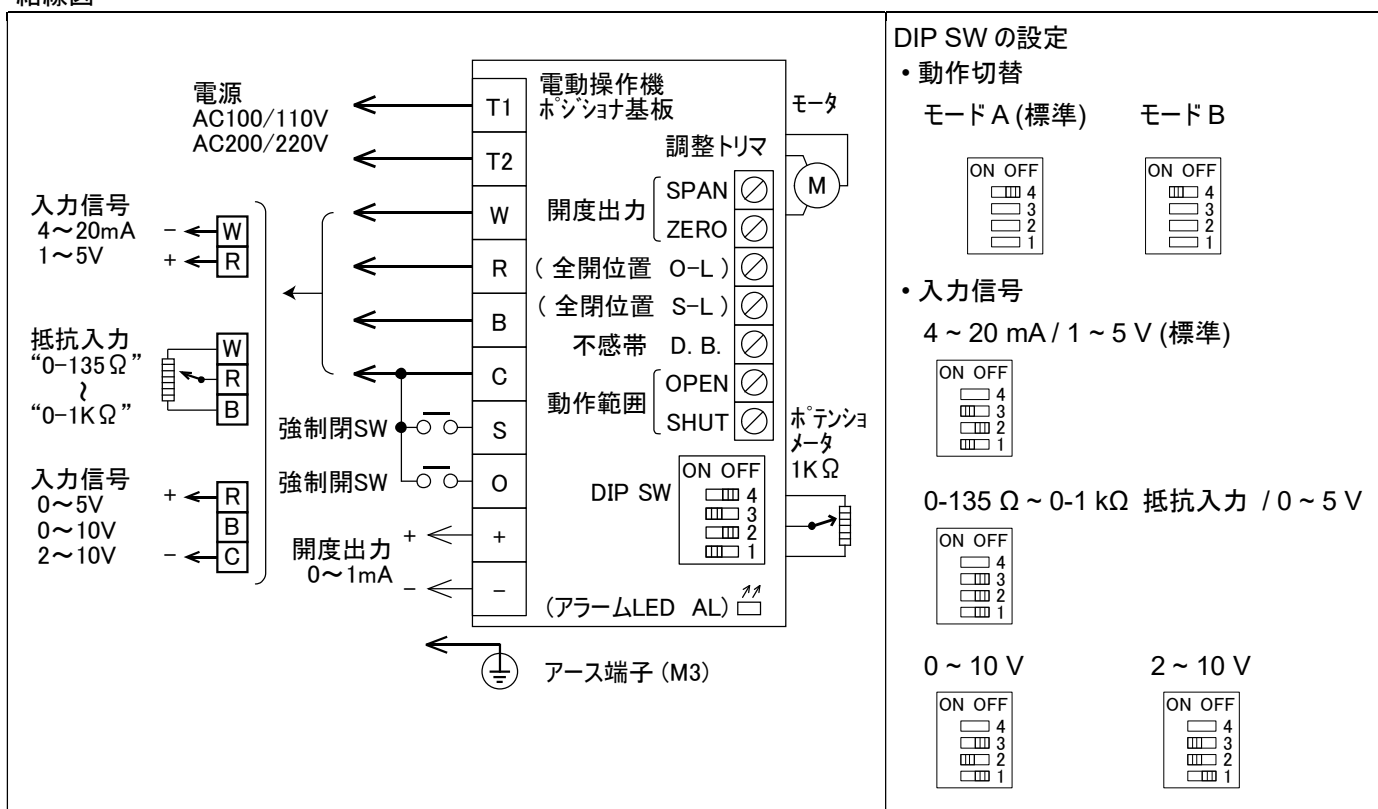 電源
AC100/110V
AC200/220V
入力信号
4～20mA
1～5V
－ W
＋ R
抵抗入力
“0-135Ω”
～
“0-1KΩ”
W
R
B
入力信号
0～5V
0～10V
2～10V
＋ R
B
－ C
T1
T2
W
R
B
C
S
O
+
-
強制閉SW
強制開SW
開度出力
0～1mA
+
-
電動操作機
ﾎﾟｼﾞｼｮﾅ基板
調整トリマ
開度出力
SPAN
ZERO
( 全開位置 O-L )
( 全閉位置 S-L )
不感帯 D. B.
動作範囲
OPEN
SHUT
DIP SW
ON OFF
4
3
2
1
(アラームLED AL)
モータ
M
ﾎﾟﾃﾝｼｮ
ﾒｰﾀ
1KΩ
アース端子 (M3)
DIP SW の設定
• 動作切替
モード A (標準) モード B
ON OFF
4
3
2
1
ON OFF
4
3
2
1
• 入力信号
4 ~ 20 mA / 1 ~ 5 V (標準)
ON OFF
4
3
2
1
0-135 Ω ~ 0-1 kΩ 抵抗入力 / 0 ~ 5 V
ON OFF
4
3
2
1
0 ~ 10 V 2 ~ 10 V
ON OFF
4
3
2
1
ON OFF
4
3
2
1